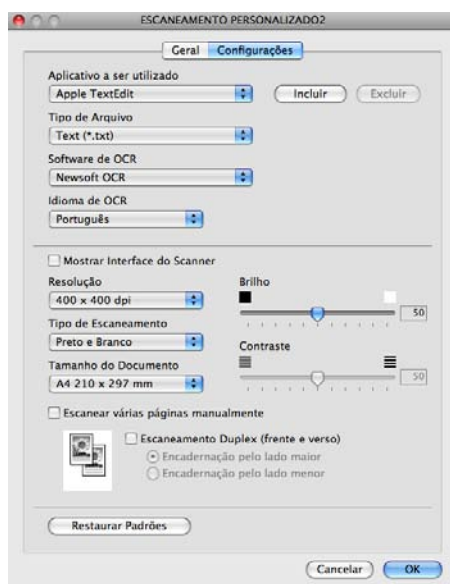 ESCANEAMENTO PERSONALIZADO2
Geral Configurações
Aplicativo a ser utilizado
Apple TextEdit Incluir Excluir
Tipo de Arquivo
Text (*.txt)
Software de OCR
Newsoft OCR
Idioma de OCR
Português
Mostrar Interface do Scanner
Resolução Brilho
400 x 400 dpi 50
Tipo de Escaneamento
Preto e Branco Contraste
Tamanho do Documento
A4 210 x 297 mm 50
Escanear várias páginas manualmente
Escaneamento Duplex (frente e verso)
Encadernação pelo lado maior
Encadernação pelo lado menor
Restaurar Padrões
Cancelar OK